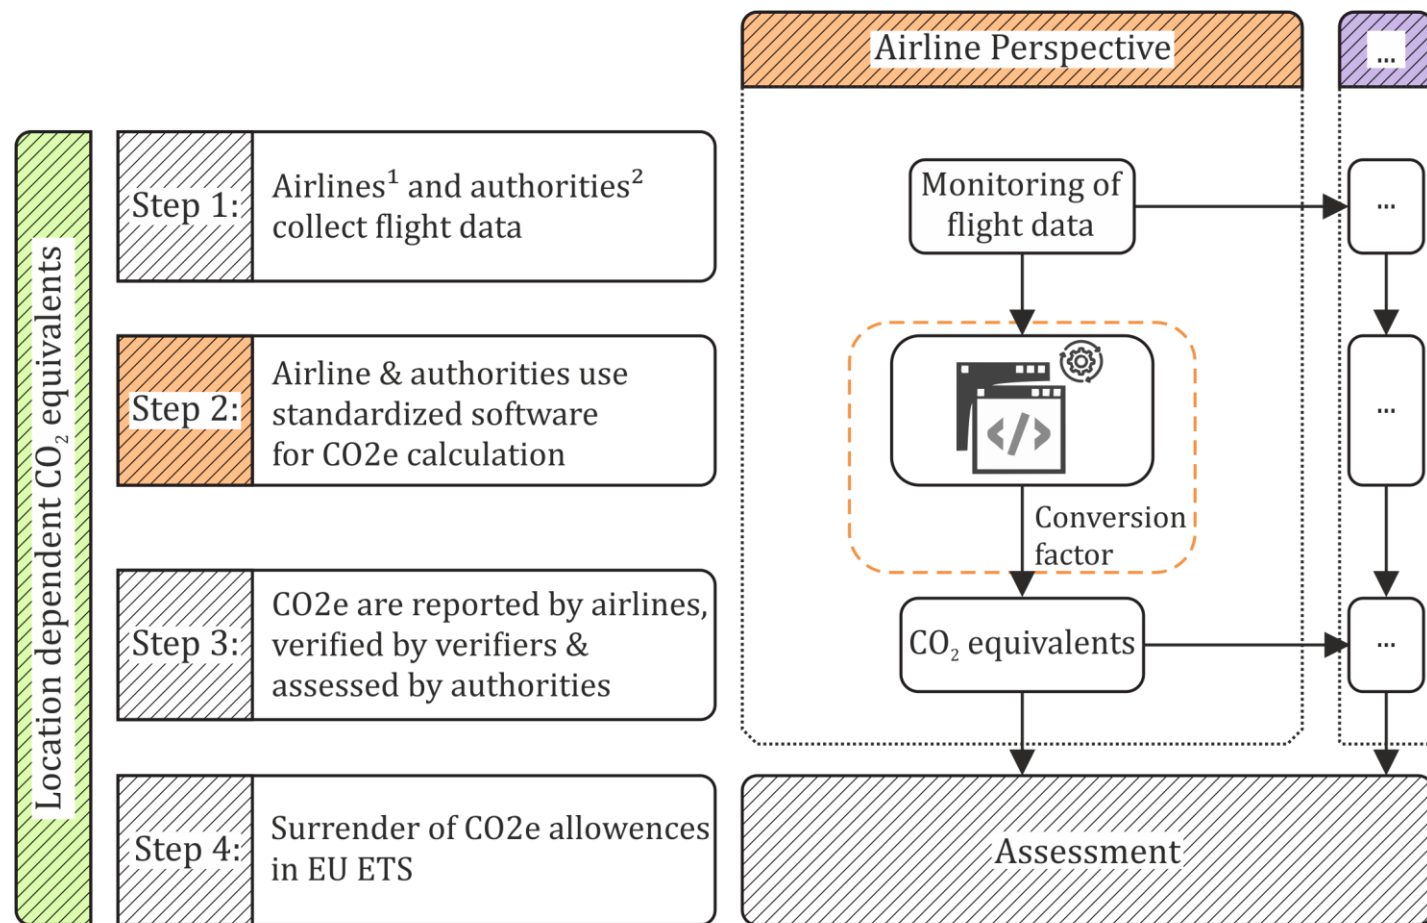 Airline Perspective
...
Location dependent CO₂ equivalents
Step 1:
Airlines¹ and authorities²
collect flight data
Monitoring of
flight data
...
Step 2:
Airline & authorities use
standardized software
for CO2e calculation
</>
...
Conversion
factor
Step 3:
CO2e are reported by airlines,
verified by verifiers &
assessed by authorities
CO₂ equivalents
...
Step 4:
Surrender of CO2e allowences
in EU ETS
Assessment